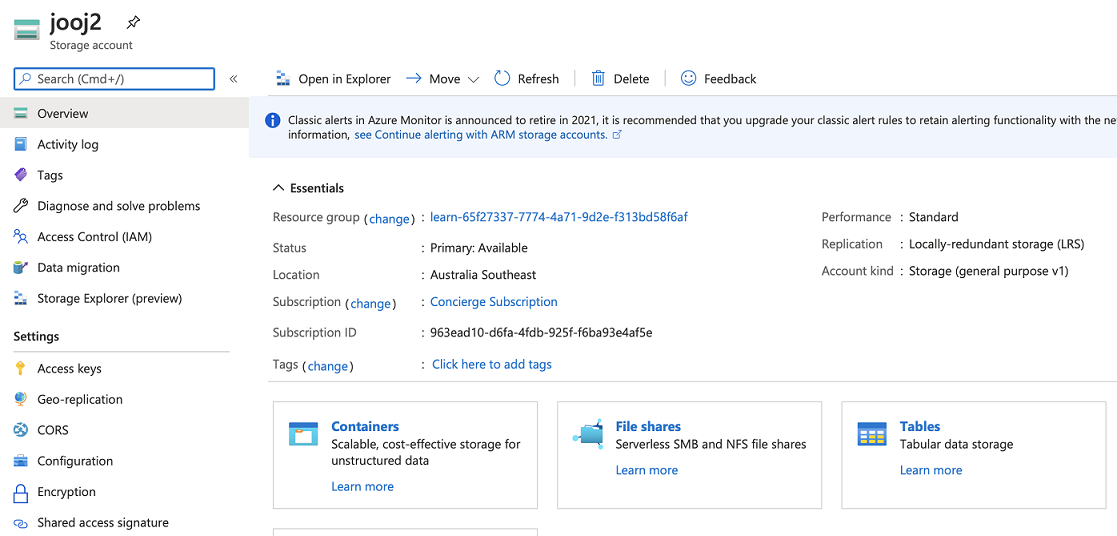 jooj2
Storage account
Search (Cmd+/)
«
Open in Explorer
Move
Refresh
Delete
Feedback
Overview
Activity log
Tags
Diagnose and solve problems
Access Control (IAM)
Data migration
Storage Explorer (preview)
Settings
Access keys
Geo-replication
CORS
Configuration
Encryption
Shared access signature
Classic alerts in Azure Monitor is announced to retire in 2021, it is recommended that you upgrade your classic alert rules to retain alerting functionality with the ne
information, see Continue alerting with ARM storage accounts.
Essentials
Resource group (change) : learn-65f27337-7774-4a71-9d2e-f313bd58f6af
Status : Primary: Available
Location : Australia Southeast
Subscription (change) : Concierge Subscription
Subscription ID : 963ead10-d6fa-4fdb-925f-f6ba93e4af5e
Tags (change) : Click here to add tags
Performance : Standard
Replication : Locally-redundant storage (LRS)
Account kind : Storage (general purpose v1)
Containers
Scalable, cost-effective storage for
unstructured data
Learn more
File shares
Serverless SMB and NFS file shares
Learn more
Tables
Tabular data storage
Learn more